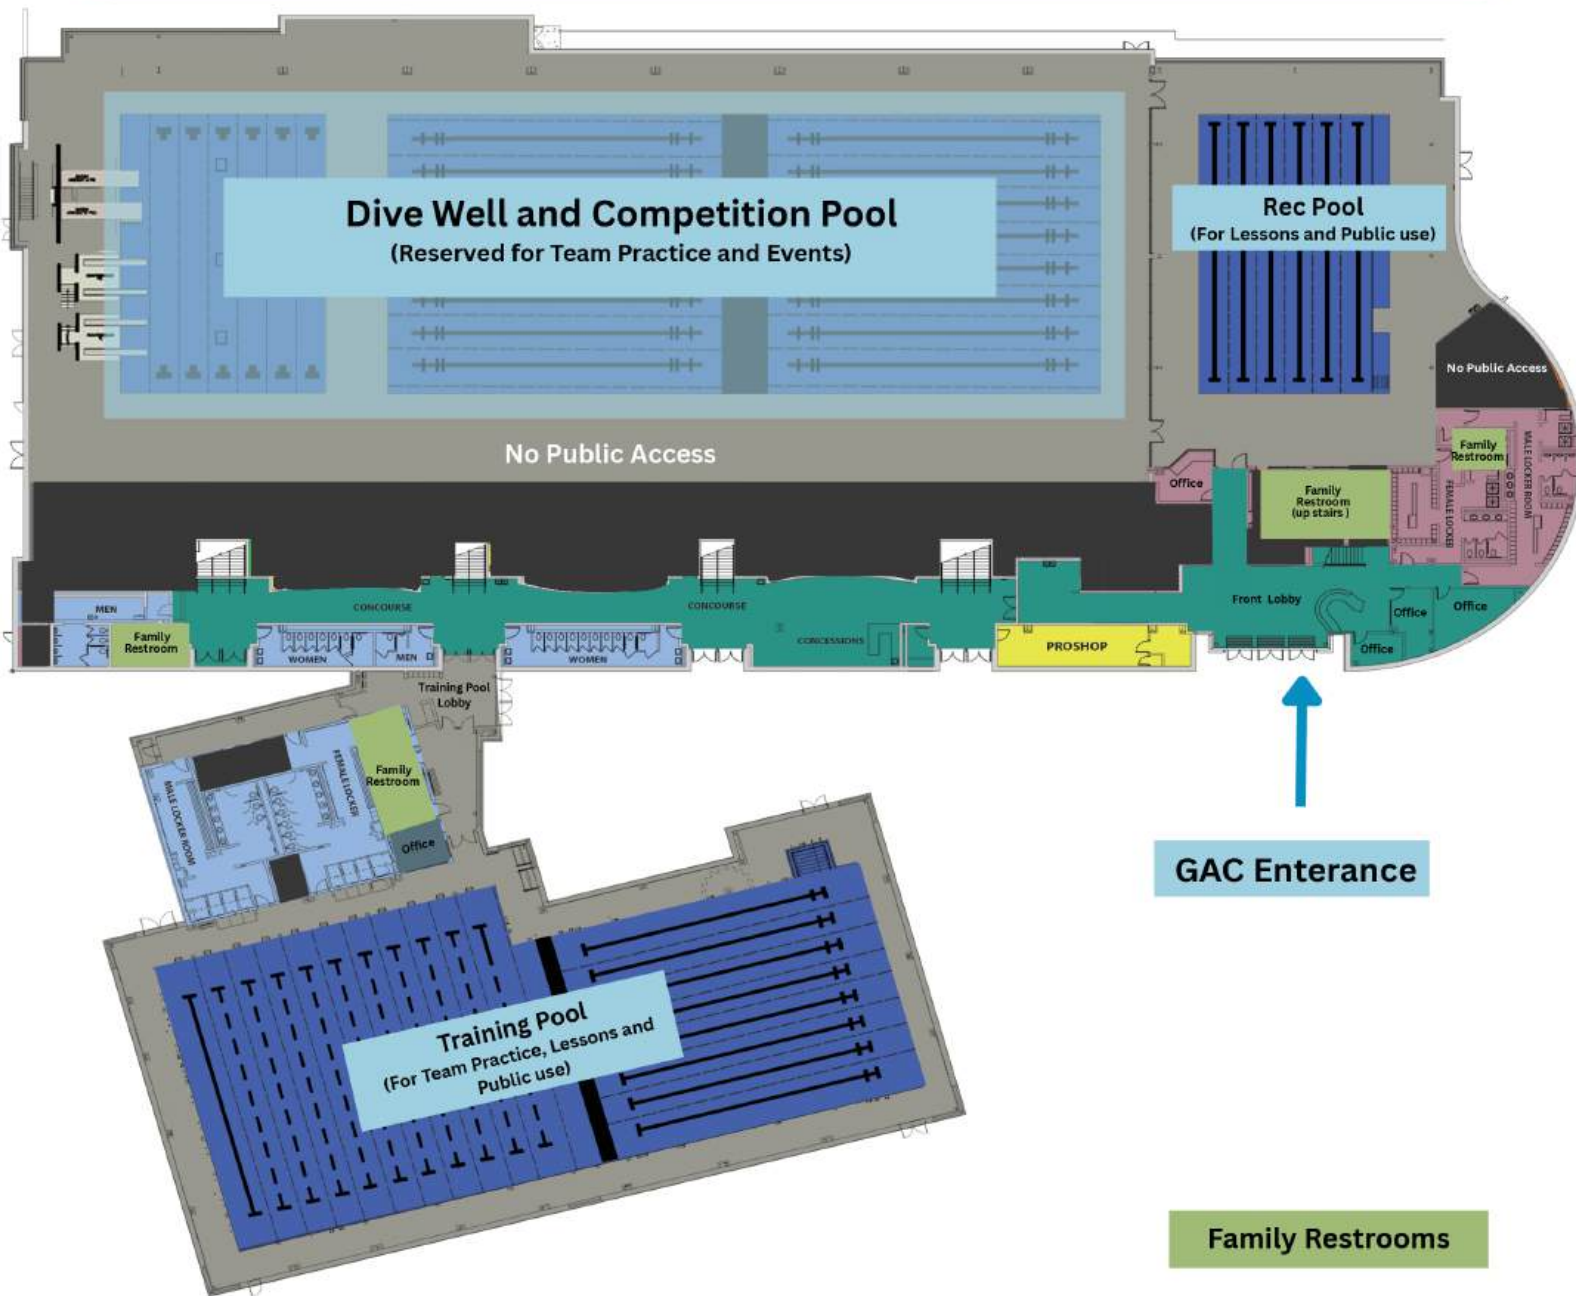 Dive Well and Competition Pool
(Reserved for Team Practice and Events)
Rec Pool
(For Lessons and Public use)
No Public Access
No Public Access
Family
Restroom
MALE LOCKER ROOM
FEMALE LOCKER
Office
Family
Restroom
(up stairs )
MEN
Family
Restroom
CONCOURSE
WOMEN
MEN
WOMEN
CONCOURSE
CONCESSIONS
PROSHOP
Front Lobby
Office
Office
Office
Training Pool
Lobby
MALE LOCKER ROOM
FEMALE LOCKER
Family
Restroom
Office
GAC Enterance
Training Pool
(For Team Practice, Lessons and
Public use)
Family Restrooms